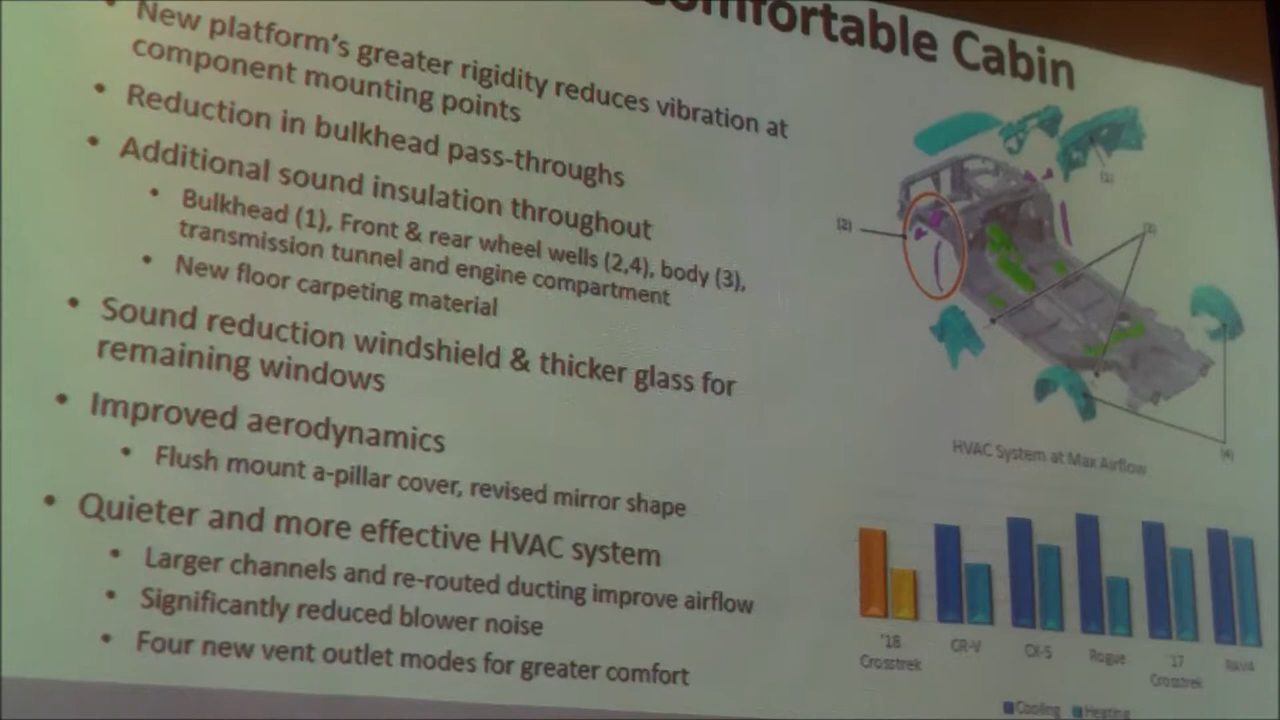 Comfortable Cabin
• New platform's greater rigidity reduces vibration at
component mounting points
• Reduction in bulkhead pass-throughs
• Additional sound insulation throughout
• Bulkhead (1), Front & rear wheel wells (2,4), body (3),
transmission tunnel and engine compartment
• New floor carpeting material
• Sound reduction windshield & thicker glass for
remaining windows
• Improved aerodynamics
• Flush mount a-pillar cover, revised mirror shape
• Quieter and more effective HVAC system
• Larger channels and re-routed ducting improve airflow
• Significantly reduced blower noise
• Four new vent outlet modes for greater comfort
(1)
(2)
(3)
(4)
HVAC System at Max Airflow
'18
Crosstrek
CR-V
CX-5
Rogue
'17
Crosstrek
RAV4
Cooling
Heating